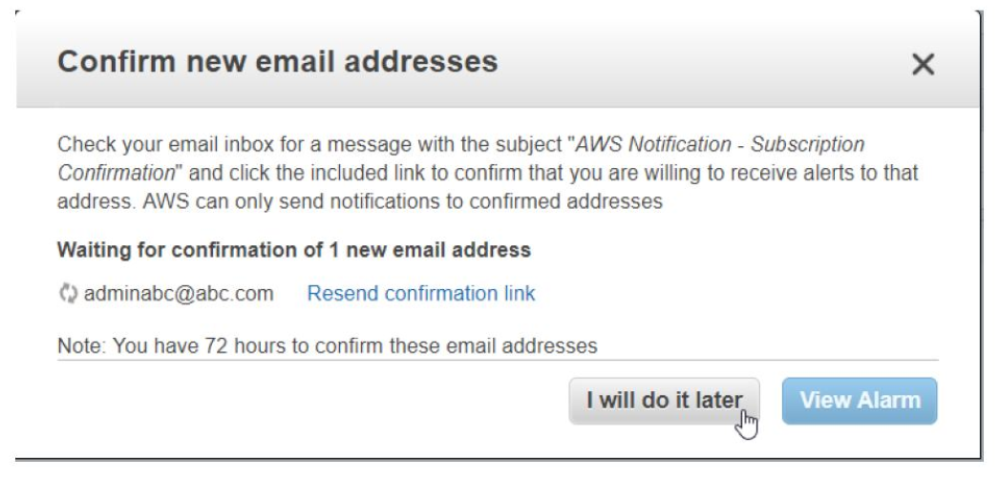 Confirm new email addresses
Check your email inbox for a message with the subject "AWS Notification - Subscription
Confirmation" and click the included link to confirm that you are willing to receive alerts to that
address. AWS can only send notifications to confirmed addresses
Waiting for confirmation of 1 new email address
adminabc@abc.com Resend confirmation link
Note: You have 72 hours to confirm these email addresses
I will do it later View Alarm